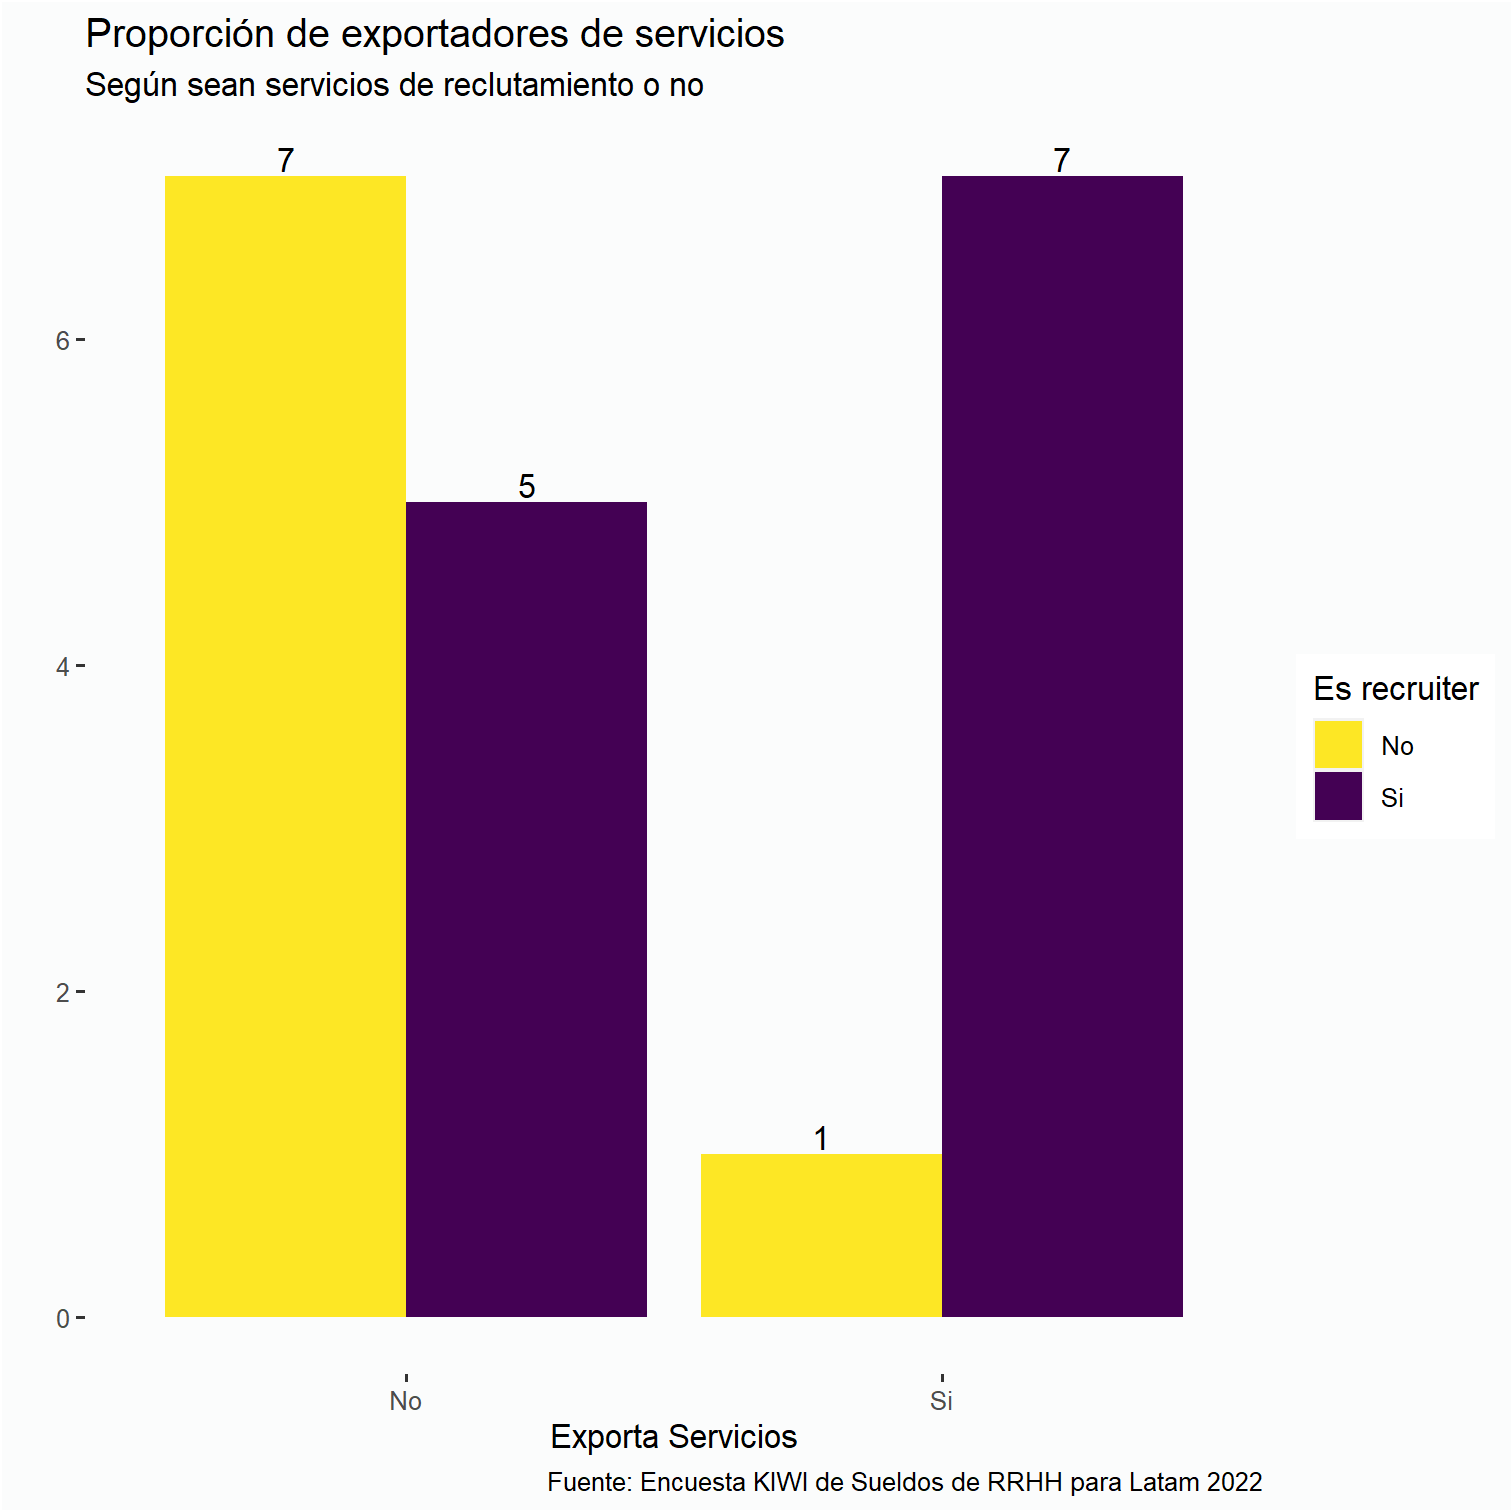 Proporción de exportadores de servicios
Según sean servicios de reclutamiento o no
7
7
6
5
4
Es recruiter
No
Si
2
1
0
No
Si
Exporta Servicios
Fuente: Encuesta KIWI de Sueldos de RRHH para Latam 2022